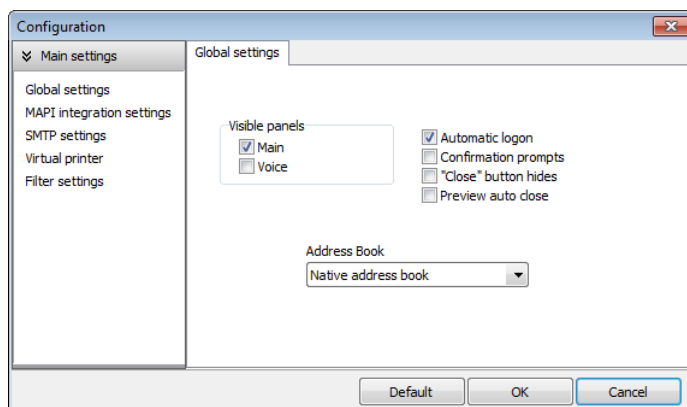 Configuration
Main settings
Global settings
MAPI integration settings
SMTP settings
Virtual printer
Filter settings
Global settings
Visible panels
Main
Voice
Automatic logon
Confirmation prompts
"Close" button hides
Preview auto close
Address Book
Native address book
Default
OK
Cancel